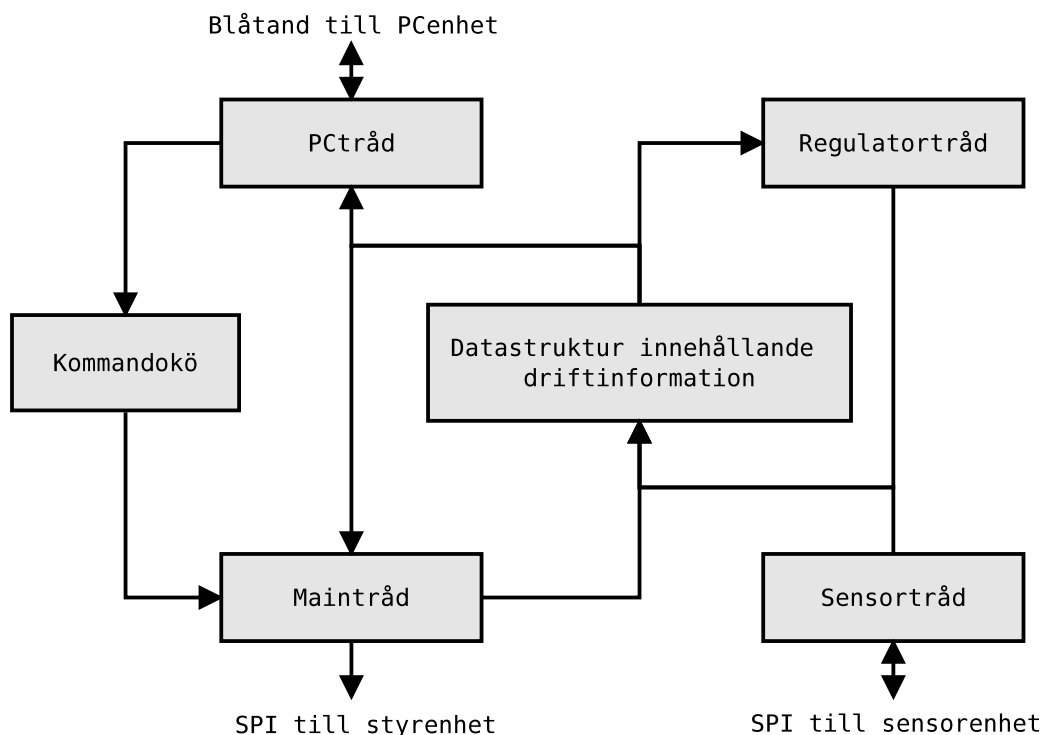 Blåtand till PCenhet
PCtråd
Regulatortråd
Kommandokö
Datastruktur innehållande
driftinformation
Maintråd
Sensortråd
SPI till styrenhet
SPI till sensorenhet